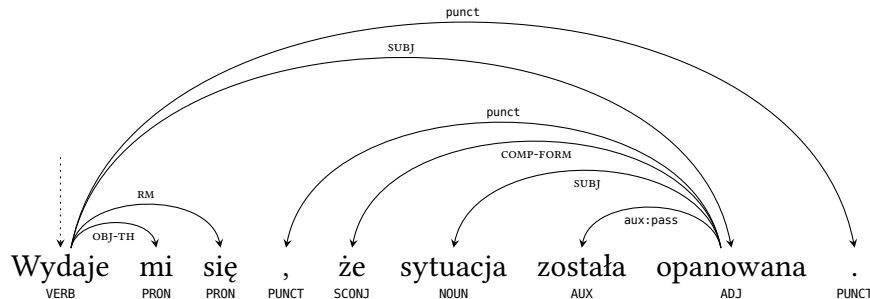 punct
SUBJ
punct
COMP-FORM
RM
SUBJ
OBJ-TH
aux:pass
Wydaje mi się , że sytuacja została opanowana .
VERB PRON PRON PUNCT SCONJ NOUN AUX ADJ PUNCT